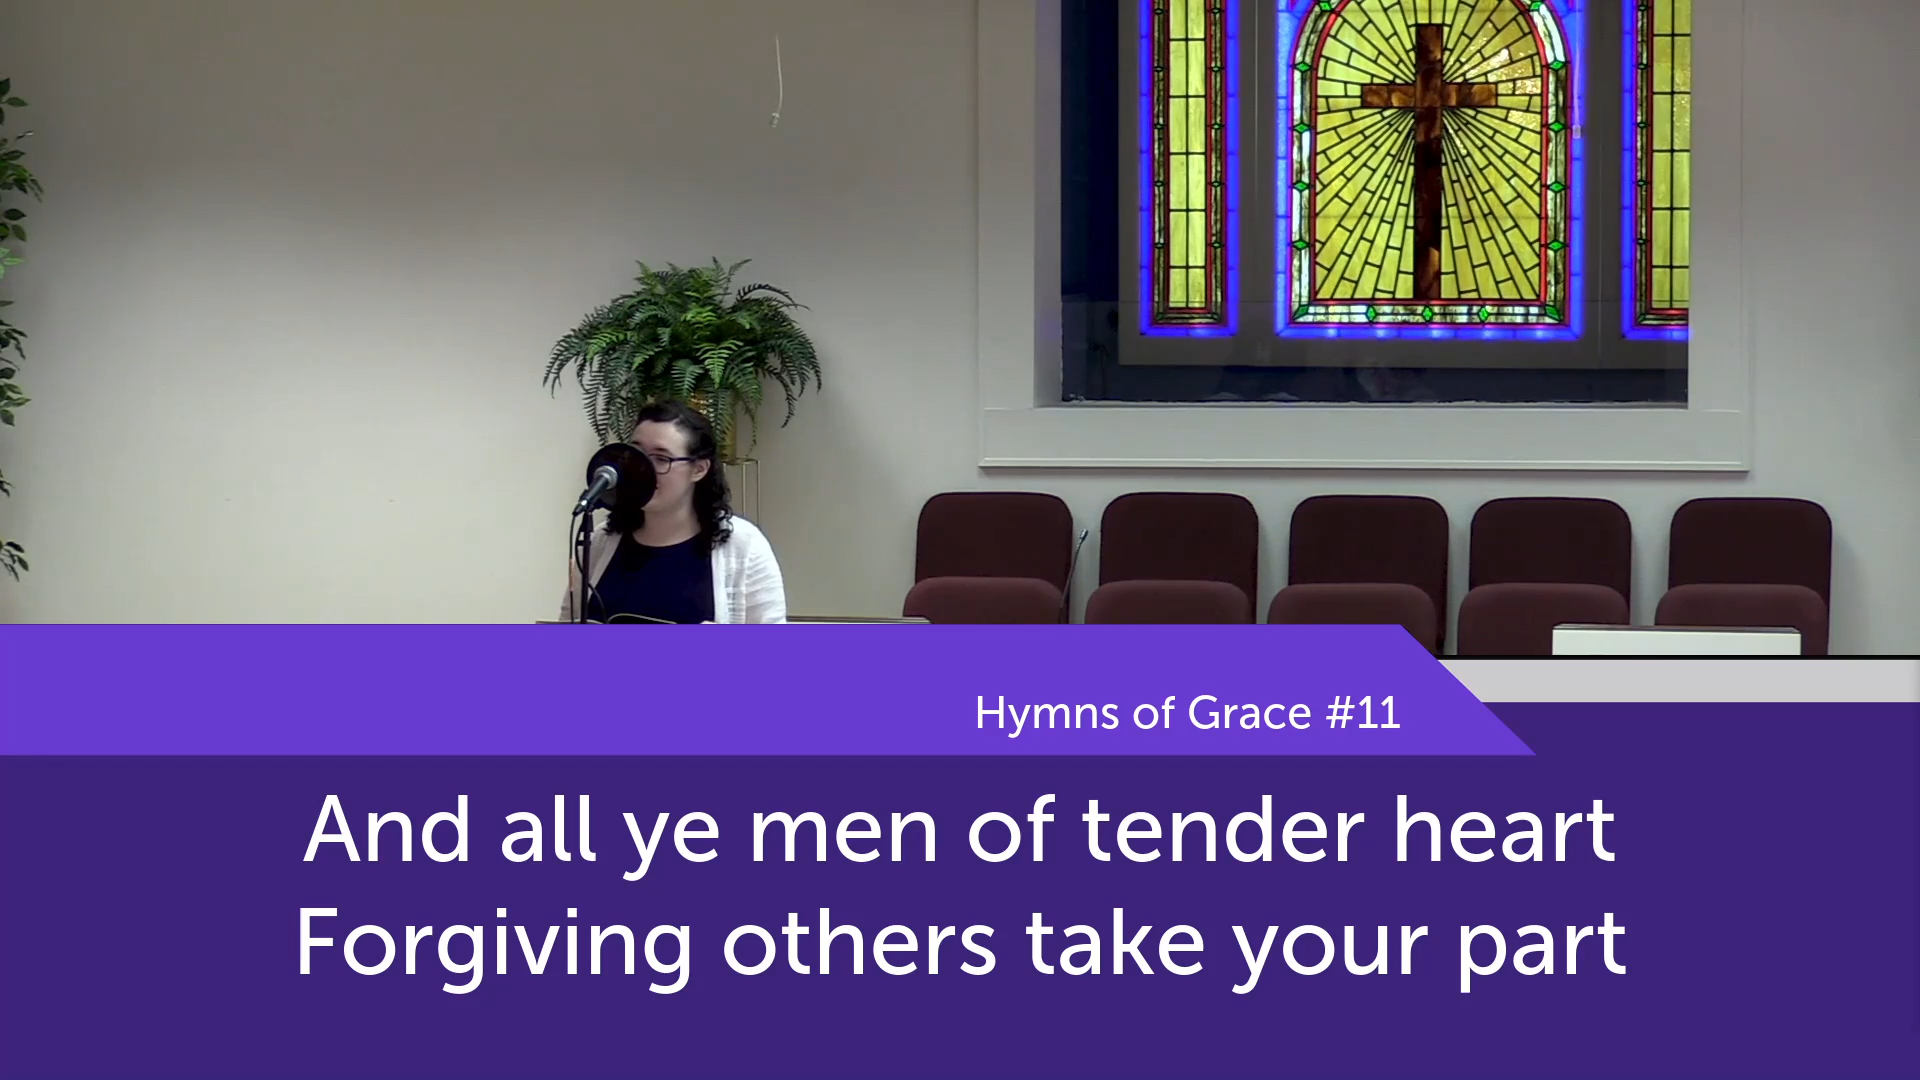 Hymns of Grace #11
And all ye men of tender heart
Forgiving others take your part